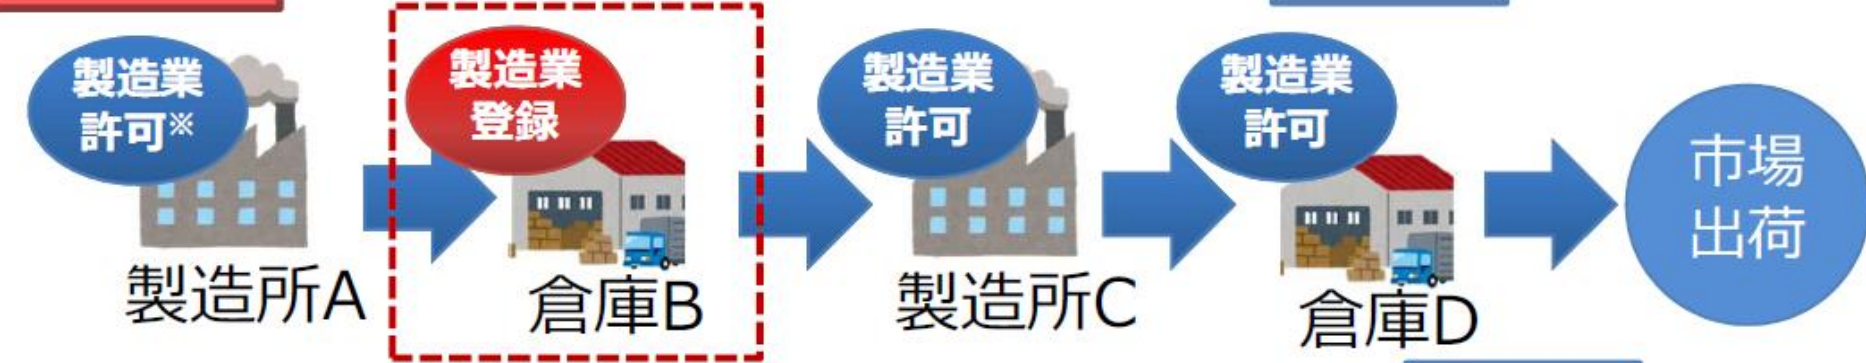 製造業
許可※
製造業
登録
製造業
許可
製造業
許可
市場
出荷
製造所A
倉庫B
製造所C
倉庫D